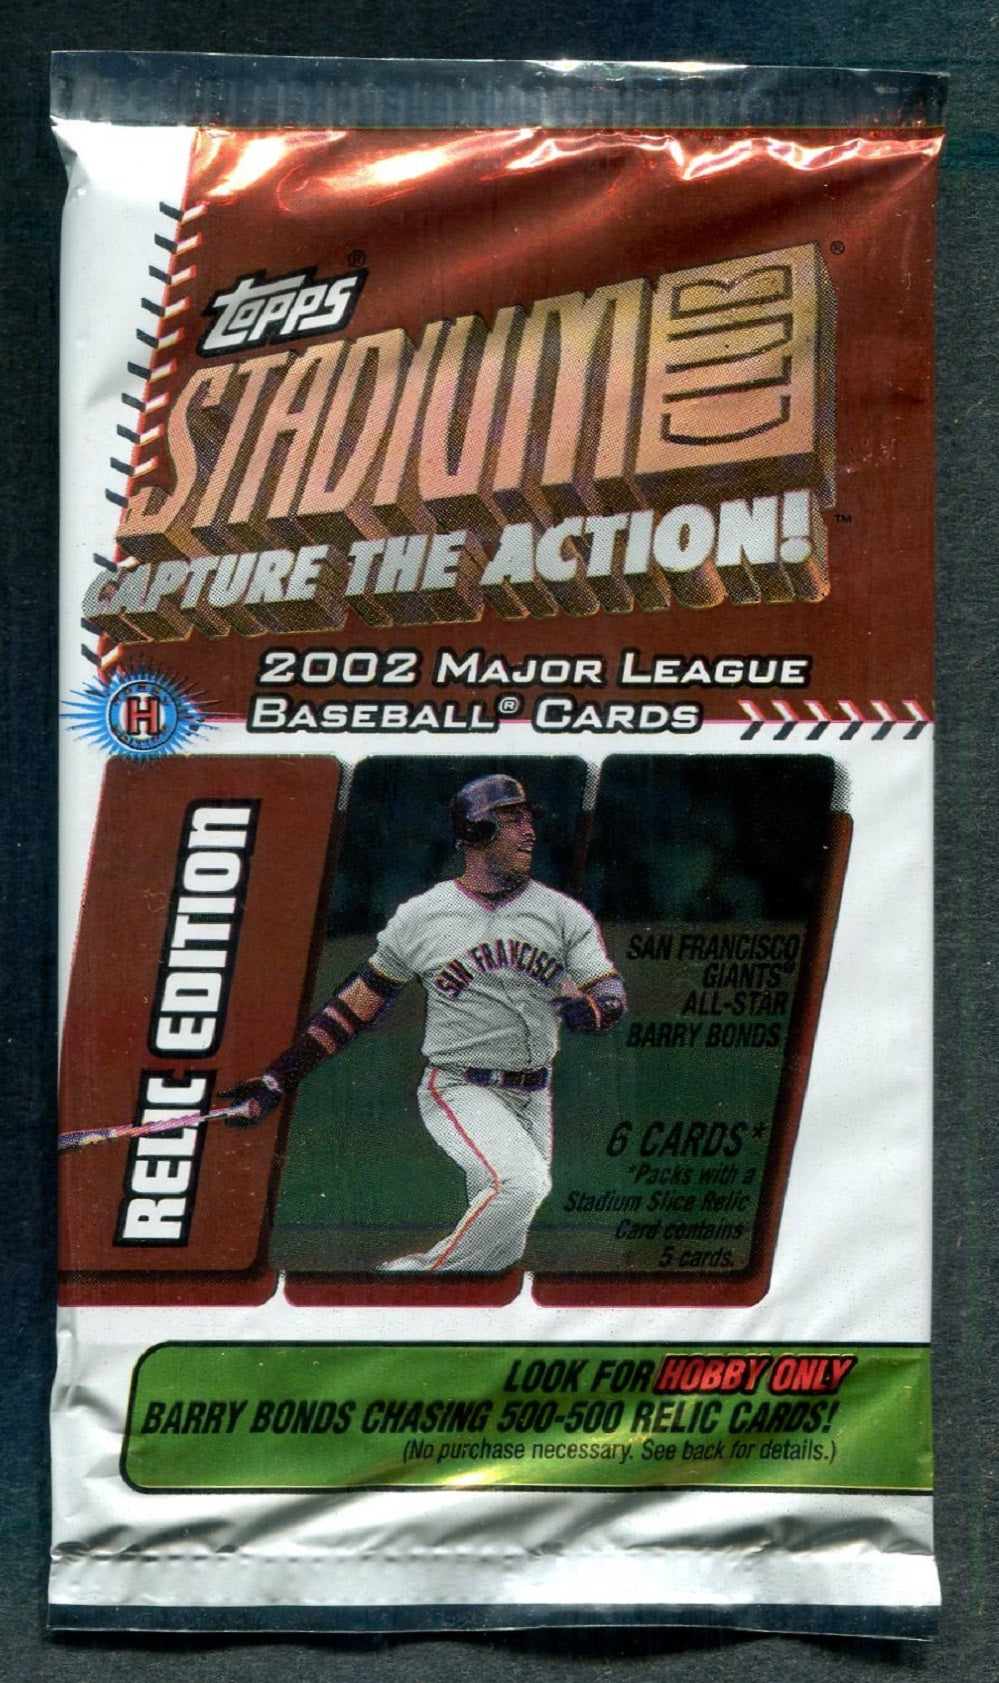 Topps®
STADIUM CLUB®
CAPTURE THE ACTION!™
2002 MAJOR LEAGUE
BASEBALL® CARDS
H
RELIC EDITION
SAN FRANCISCO
SAN FRANCISCO
GIANTS®
ALL-STAR
BARRY BONDS
6 CARDS*
*Packs with a
Stadium Slice Relic
Card contains
5 cards.
LOOK FOR HOBBY ONLY
BARRY BONDS CHASING 500-500 RELIC CARDS!
(No purchase necessary. See back for details.)